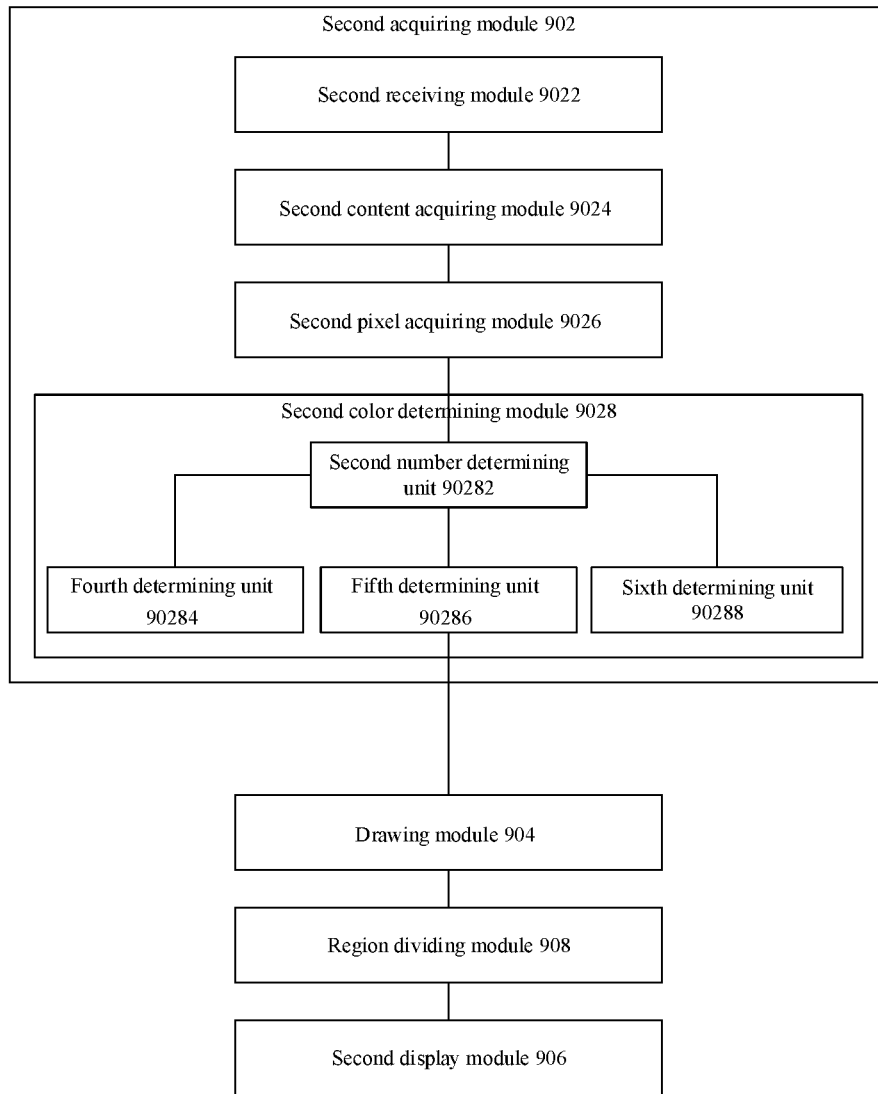 Second acquiring module 902
Second receiving module 9022
Second content acquiring module 9024
Second pixel acquiring module 9026
Second color determining module 9028
Second number determining
unit 90282
Fourth determining unit
90284
Fifth determining unit
90286
Sixth determining unit
90288
Drawing module 904
Region dividing module 908
Second display module 906